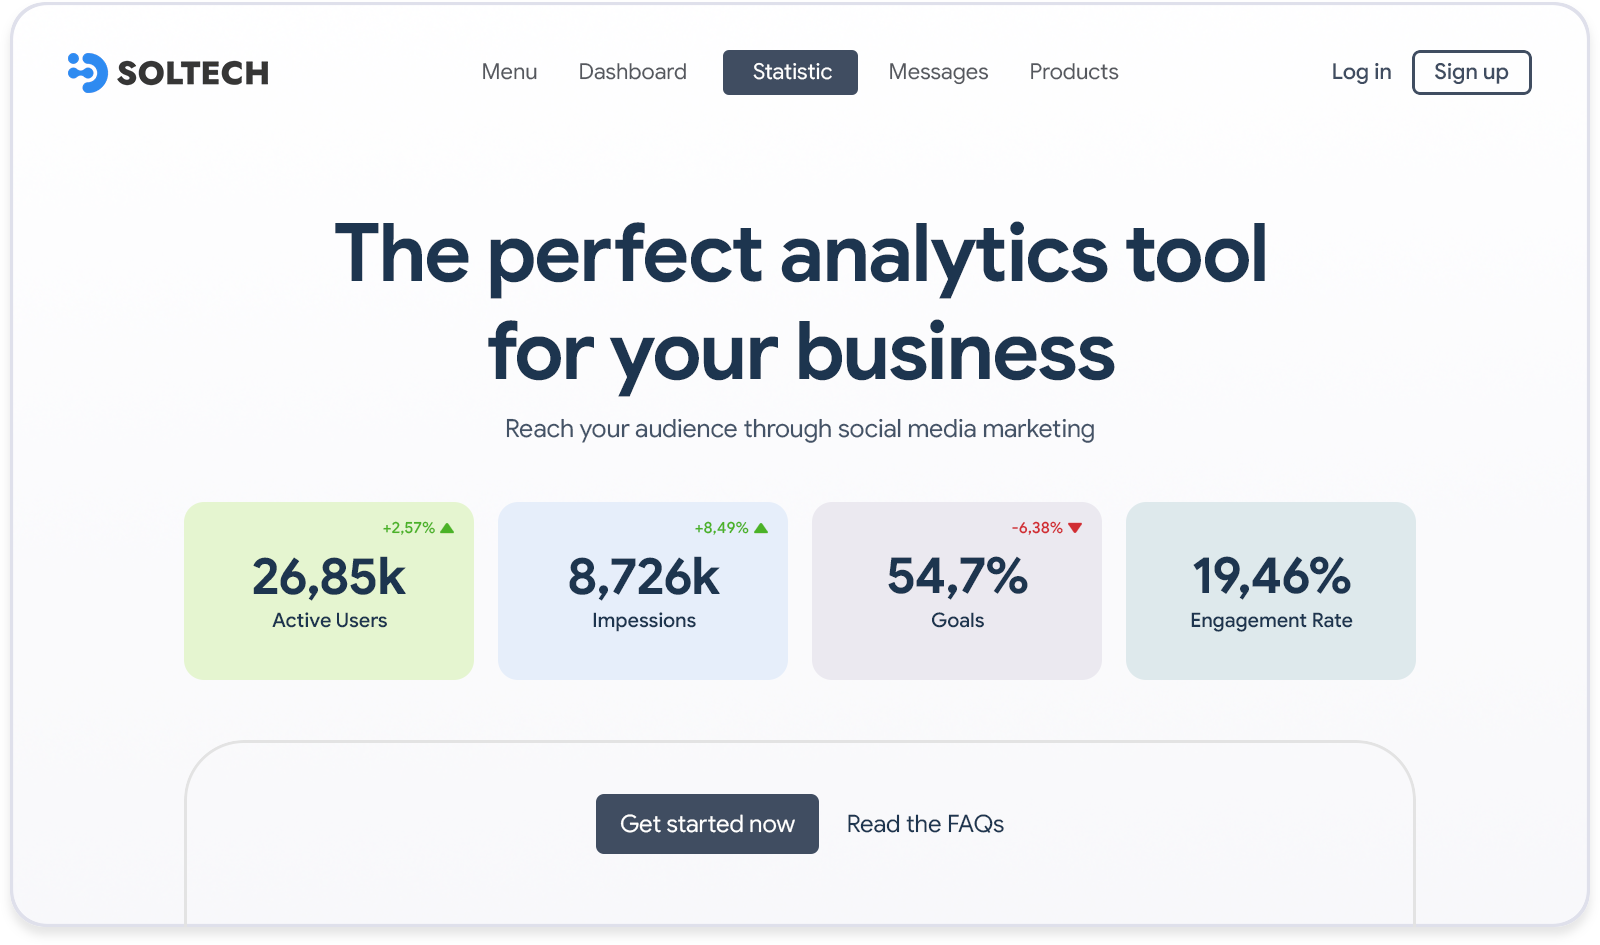 SOLTECH
Menu
Dashboard
Statistic
Messages
Products
Log in
Sign up
The perfect analytics tool
for your business
Reach your audience through social media marketing
+2,57%
26,85k
Active Users
+8,49%
8,726k
Impessions
-6,38%
54,7%
Goals
19,46%
Engagement Rate
Get started now
Read the FAQs